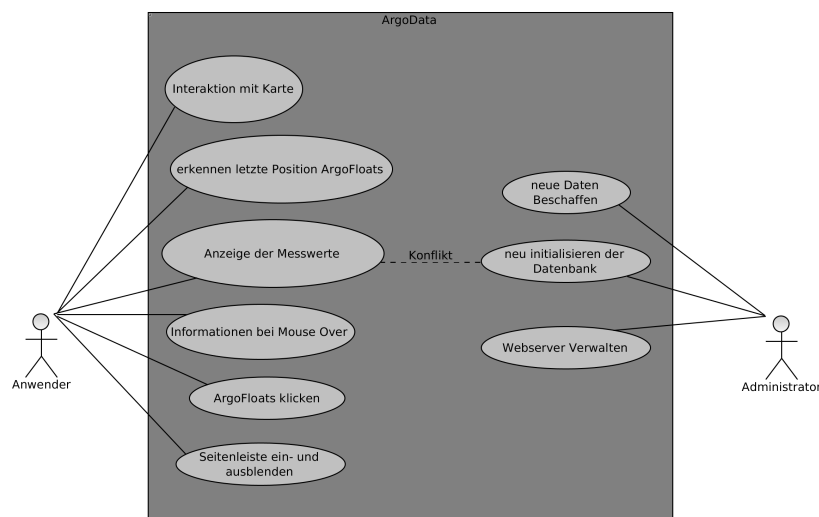 ArgoData
Interaktion mit Karte
erkennen letzte Position ArgoFloats
Anzeige der Messwerte
Informationen bei Mouse Over
ArgoFloats klicken
Seitenleiste ein- und
ausblenden
Konflikt
neue Daten
Beschaffen
neu initialisieren der
Datenbank
Webserver Verwalten
Anwender
Administrator